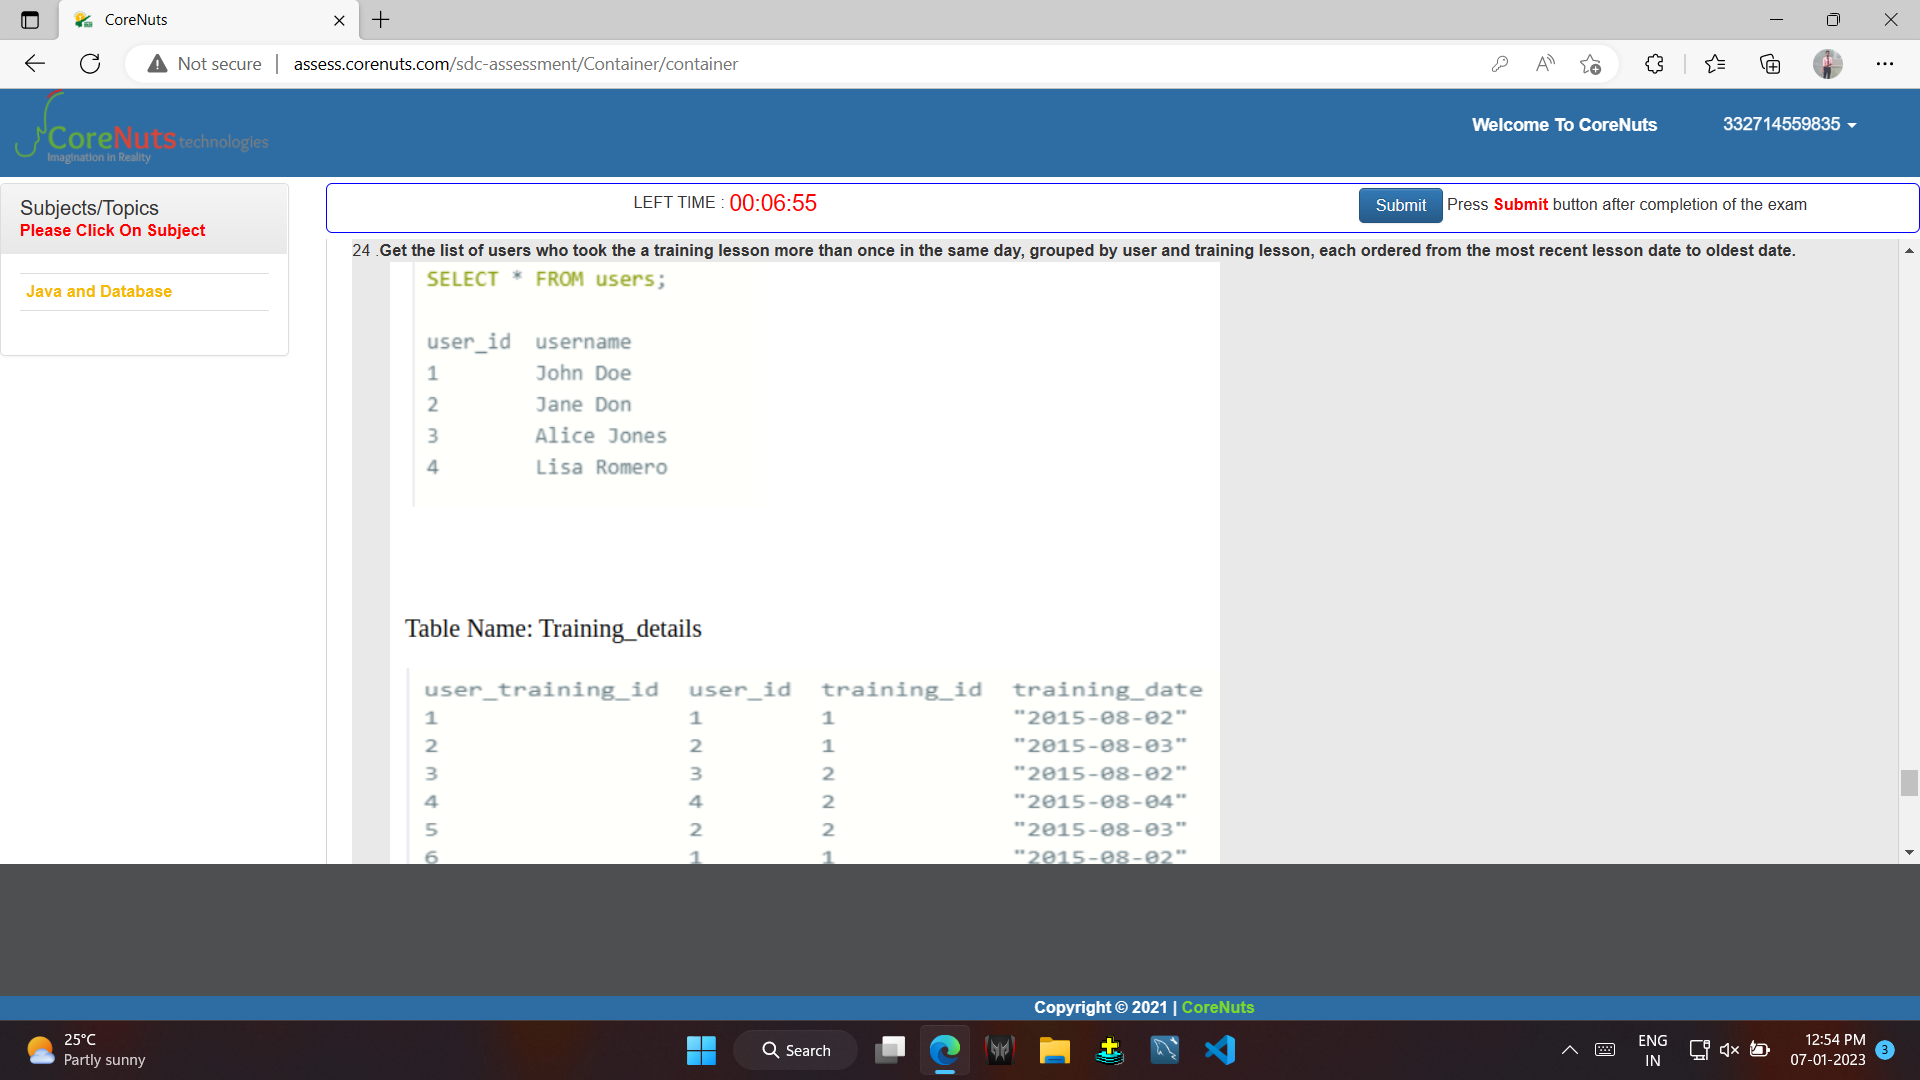 CoreNuts
Not secure
assess.corenuts.com/sdc-assessment/Container/container
CoreNuts technologies
Imagination in Reality
Welcome To CoreNuts
332714559835
Subjects/Topics
Please Click On Subject
Java and Database
LEFT TIME : 00:06:55
Submit Press Submit button after completion of the exam
24 .Get the list of users who took the a training lesson more than once in the same day, grouped by user and training lesson, each ordered from the most recent lesson date to oldest date.
SELECT * FROM users;
user_id username
1 John Doe
2 Jane Don
3 Alice Jones
4 Lisa Romero
Table Name: Training_details
user_training_id user_id training_id training_date
1 1 1 "2015-08-02"
2 2 1 "2015-08-03"
3 3 2 "2015-08-02"
4 4 2 "2015-08-04"
5 2 2 "2015-08-03"
6 1 1 "2015-08-02"
Copyright © 2021 | CoreNuts
25°C
Partly sunny
Search
ENG
IN
12:54 PM
07-01-2023
3